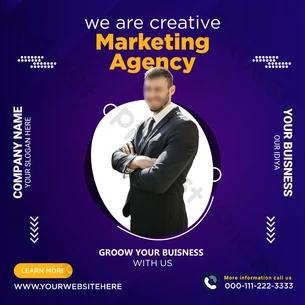 we are creative
Marketing
Agency
COMPANY NAME
YOUR SLOGAN HERE
YOUR BUSINESS
OUR IDIYA
GROOW YOUR BUISNESS
WITH US
LEARN MORE
WWW.YOURWEBSITEHERE
More information call us
000-111-222-3333